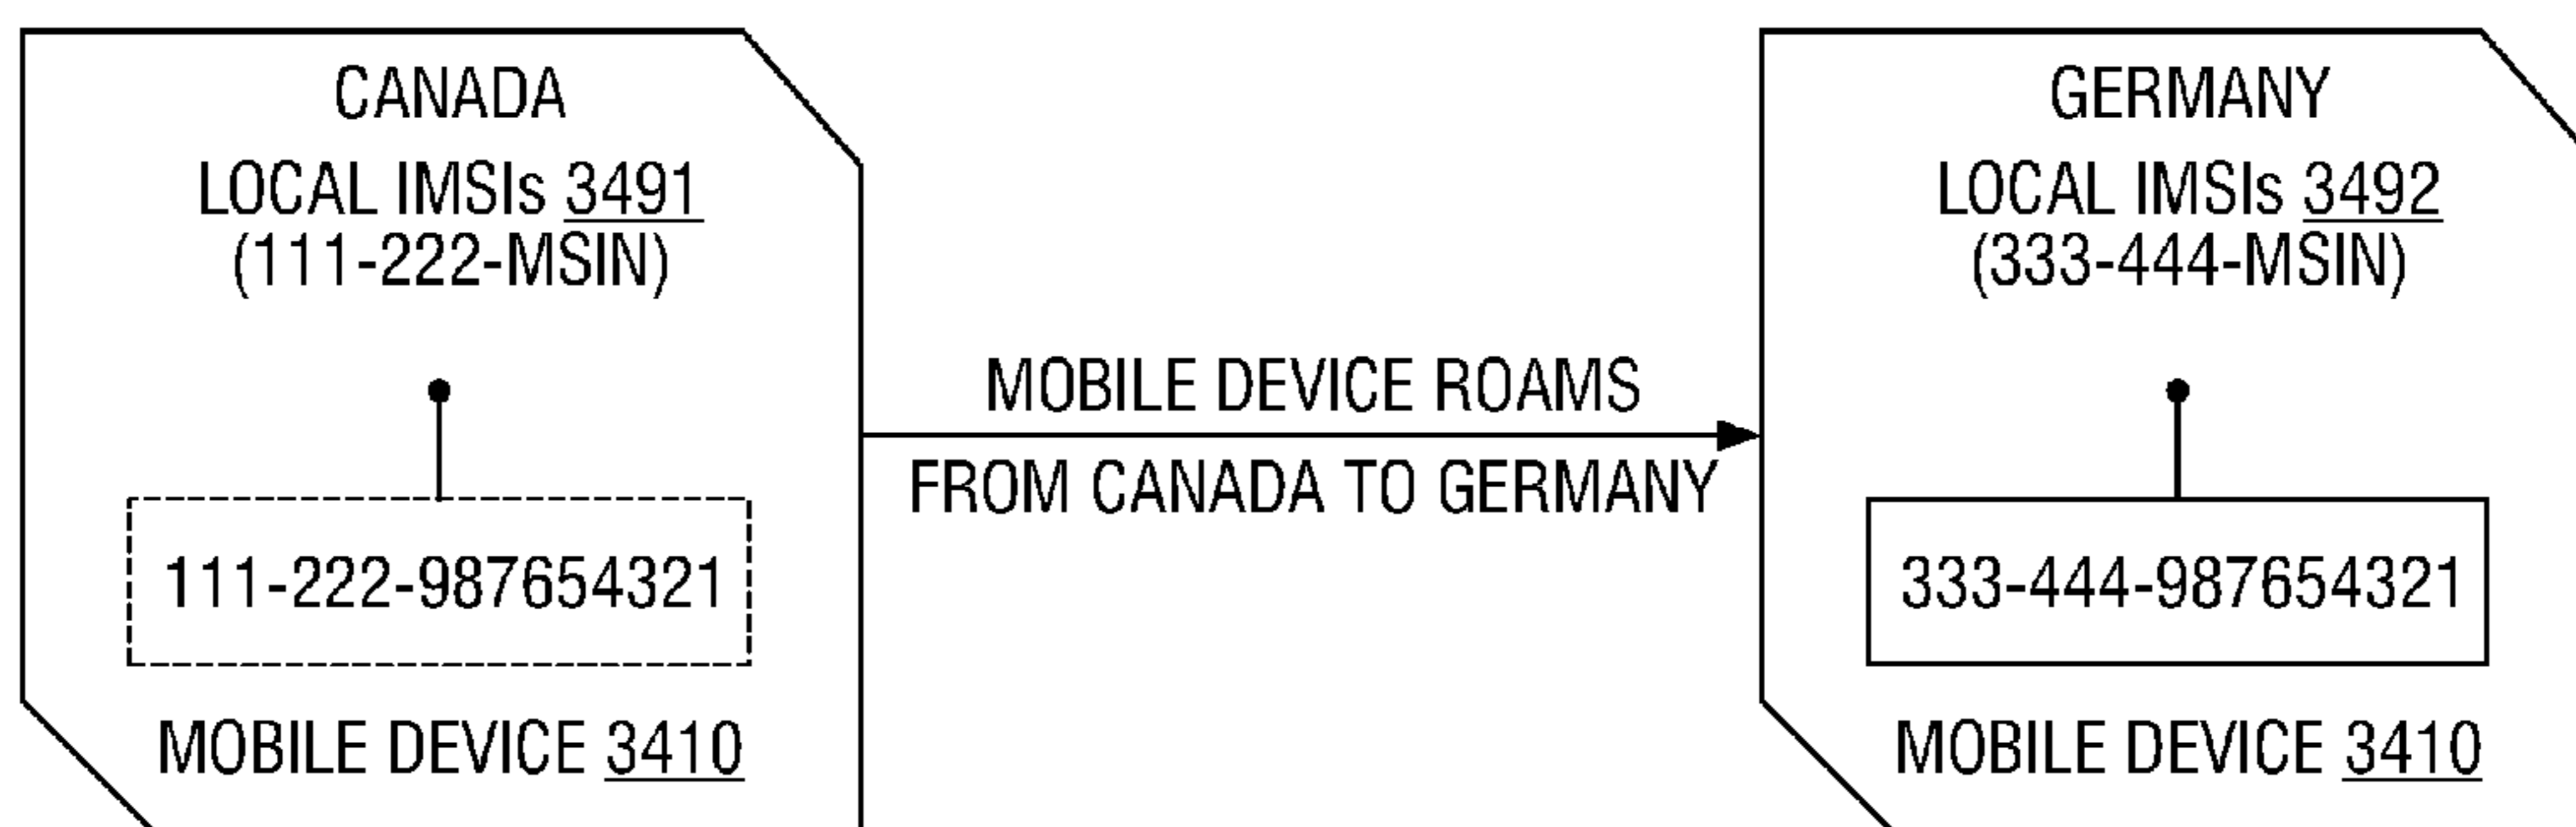 CANADA
LOCAL IMSIs 3491
(111-222-MSIN)
111-222-987654321
MOBILE DEVICE 3410
MOBILE DEVICE ROAMS
FROM CANADA TO GERMANY
GERMANY
LOCAL IMSIs 3492
(333-444-MSIN)
333-444-987654321
MOBILE DEVICE 3410